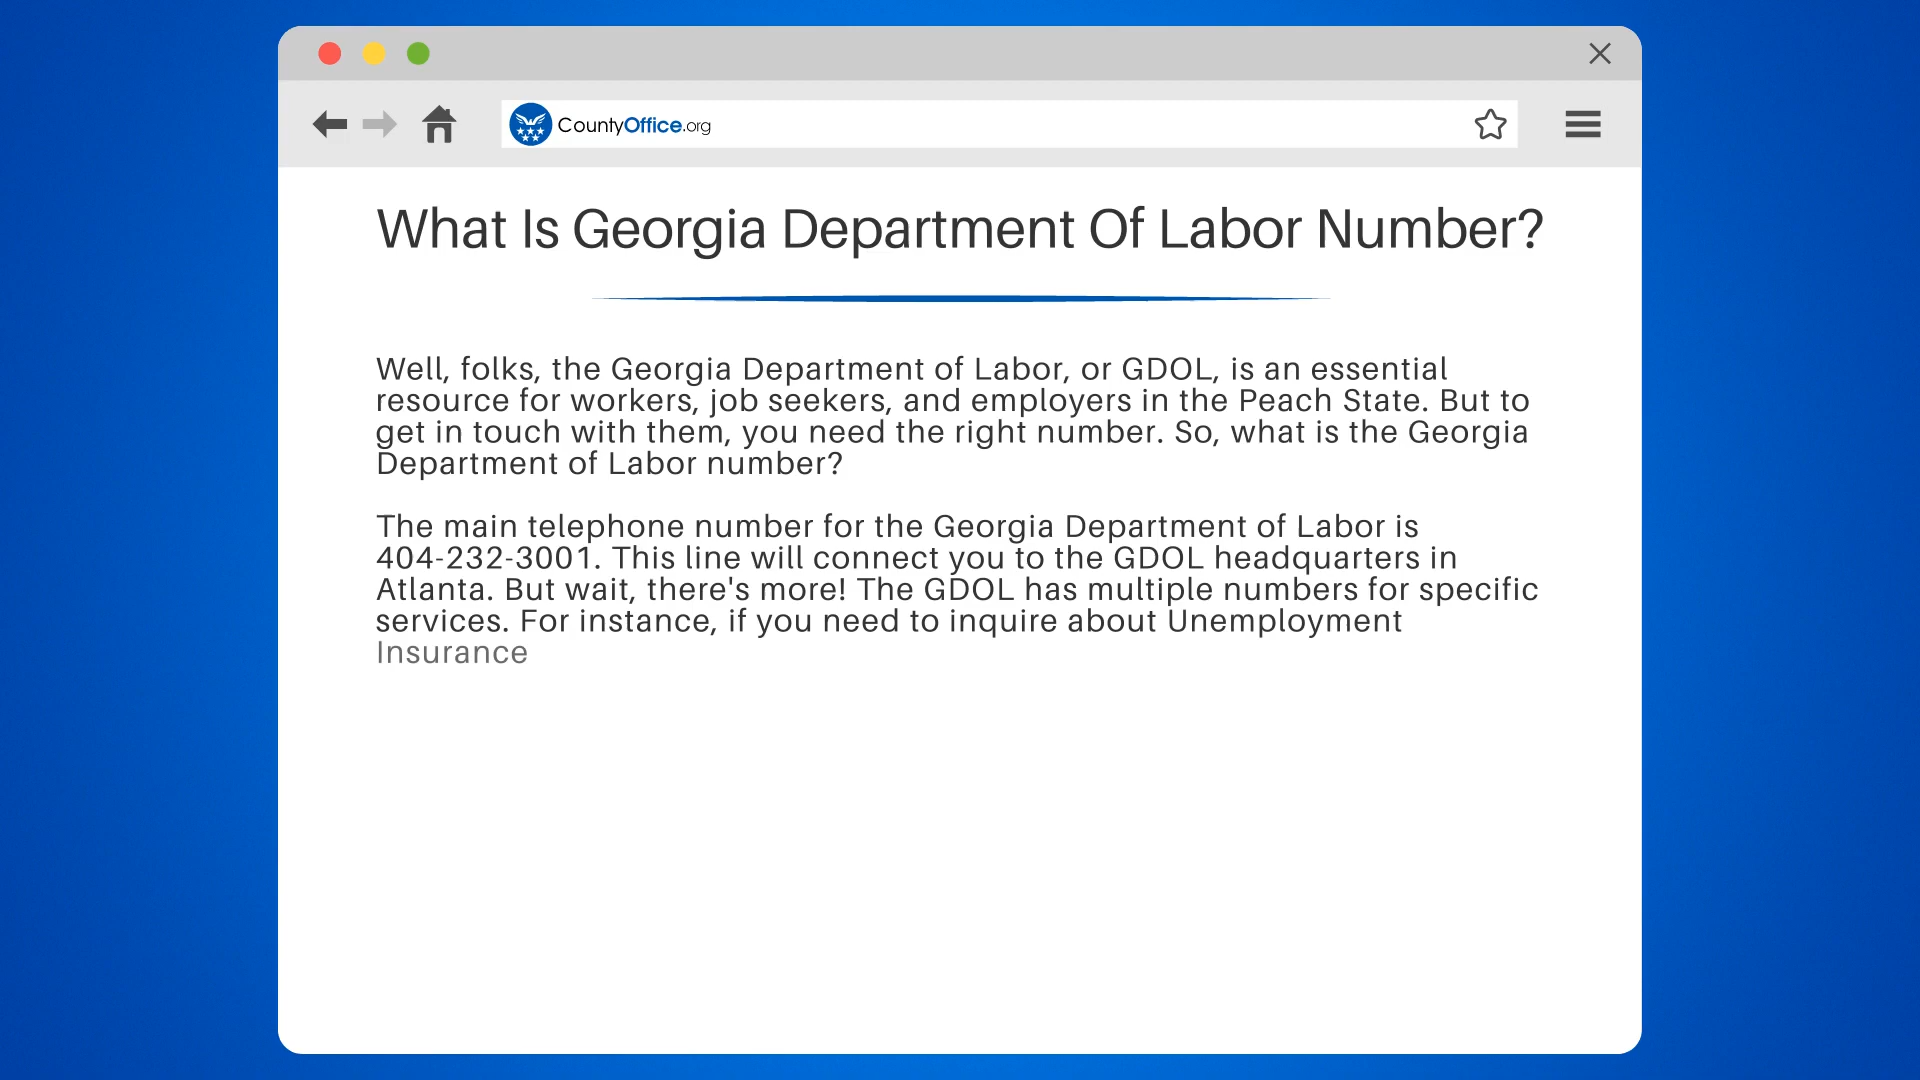 CountyOffice.org
What Is Georgia Department Of Labor Number?
Well, folks, the Georgia Department of Labor, or GDOL, is an essential
resource for workers, job seekers, and employers in the Peach State. But to
get in touch with them, you need the right number. So, what is the Georgia
Department of Labor number?
The main telephone number for the Georgia Department of Labor is
404-232-3001. This line will connect you to the GDOL headquarters in
Atlanta. But wait, there's more! The GDOL has multiple numbers for specific
services. For instance, if you need to inquire about Unemployment
Insurance